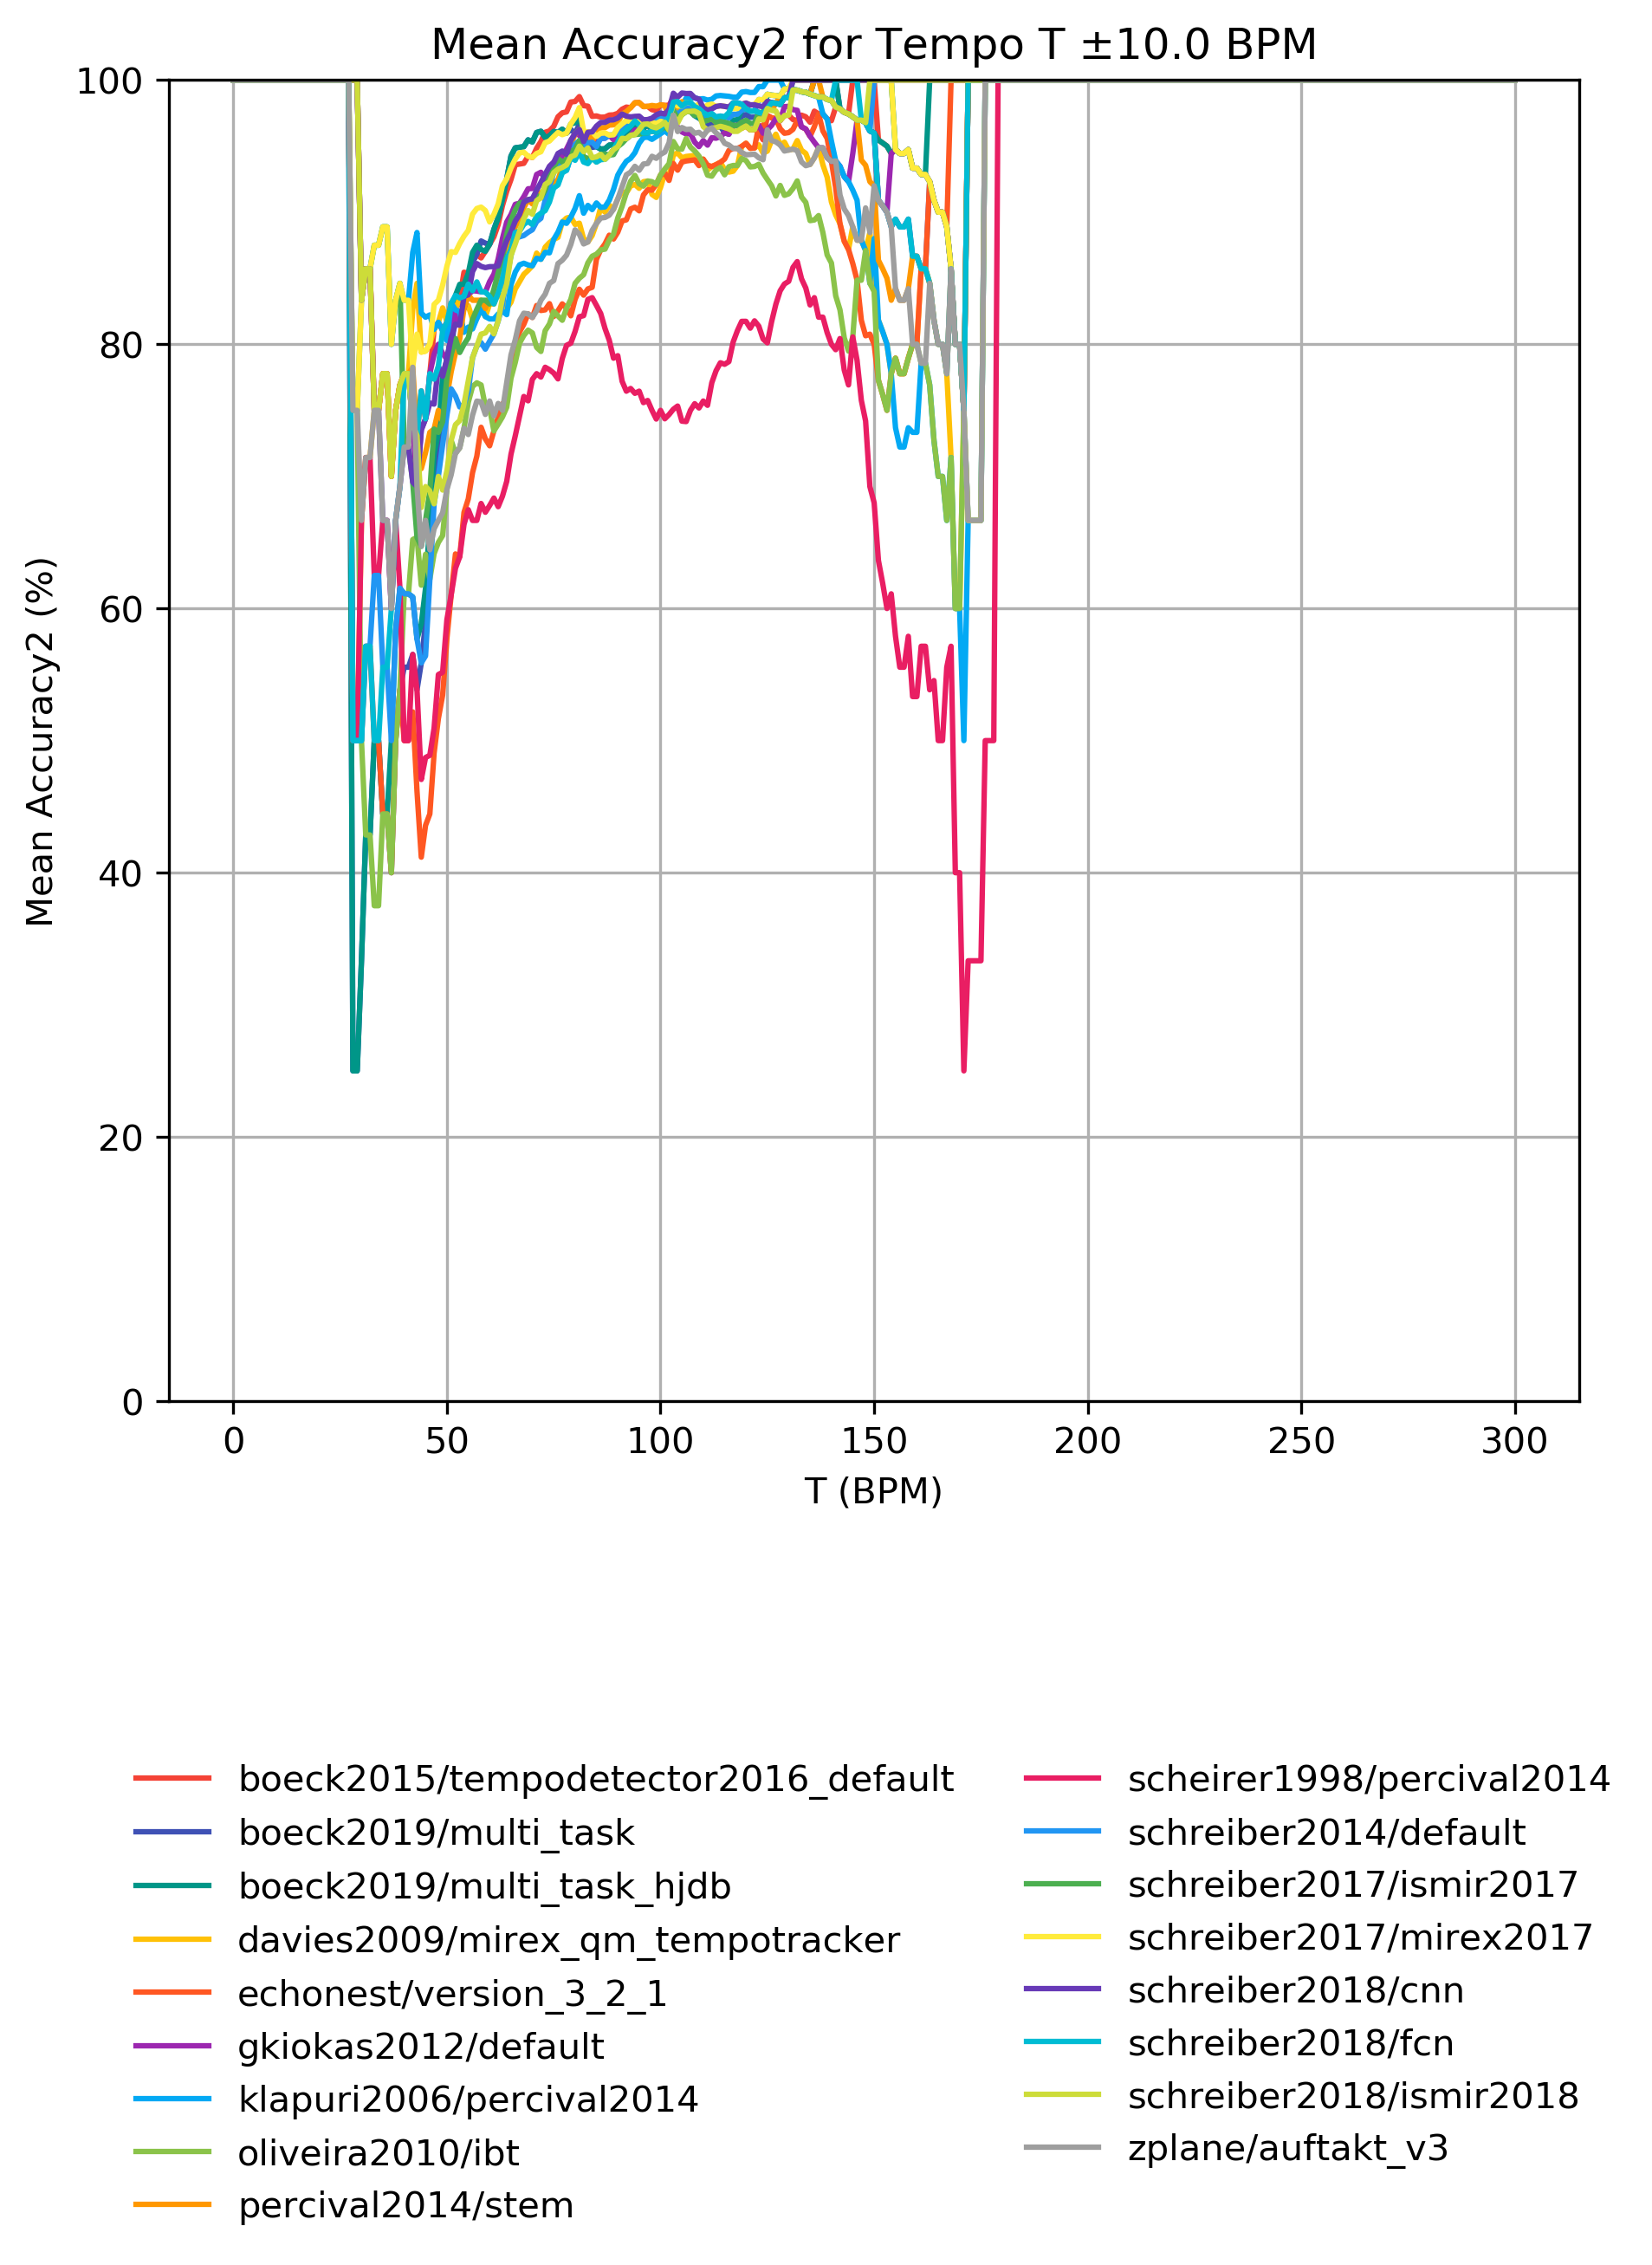 Mean Accuracy2 for Tempo T ±10.0 BPM
100
80
60
40
20
0
Mean Accuracy2 (%)
0 50 100 150 200 250 300
T (BPM)
boeck2015/tempodetector2016_default
boeck2019/multi_task
boeck2019/multi_task_hjdb
davies2009/mirex_qm_tempotracker
echonest/version_3_2_1
gkiokas2012/default
klapuri2006/percival2014
oliveira2010/ibt
percival2014/stem
scheirer1998/percival2014
schreiber2014/default
schreiber2017/ismir2017
schreiber2017/mirex2017
schreiber2018/cnn
schreiber2018/fcn
schreiber2018/ismir2018
zplane/auftakt_v3